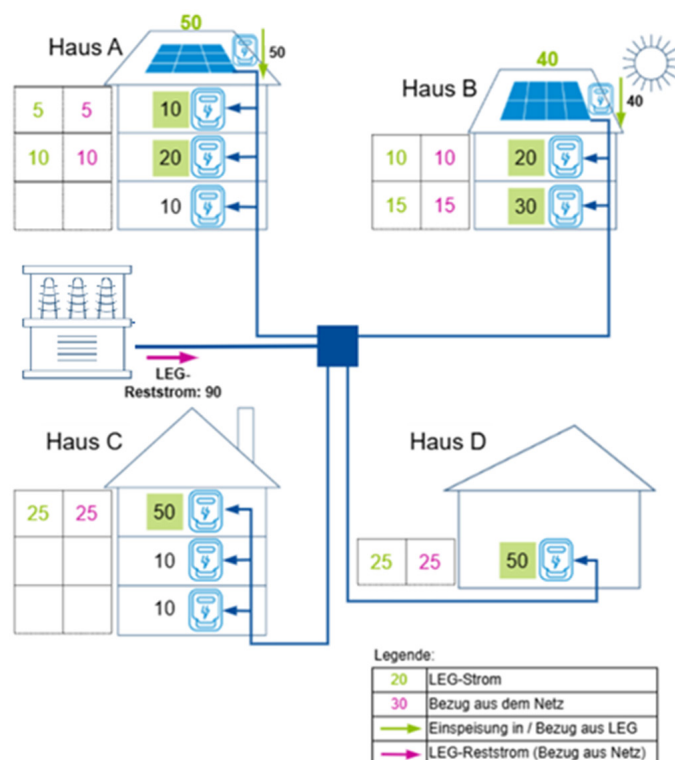 50
Haus A
50
5 5 10
10 10 20
10
40
Haus B
40
10 10 20
15 15 30
LEG-
Reststrom: 90
Haus C
25 25 50
10
10
Haus D
25 25 50
Legende:
20 LEG-Strom
30 Bezug aus dem Netz
Einspeisung in / Bezug aus LEG
LEG-Reststrom (Bezug aus Netz)